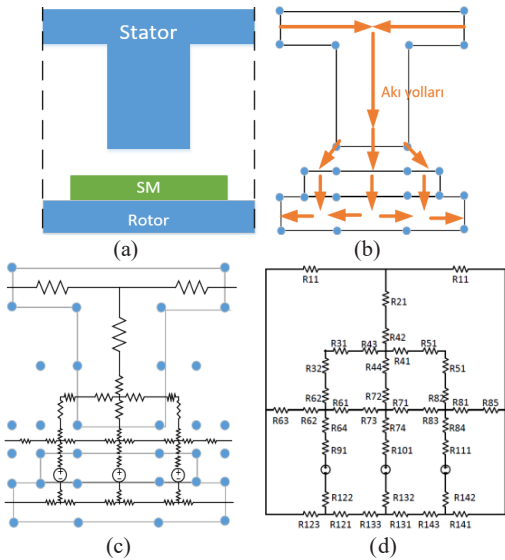 Stator
SM
Rotor
(a)
Akı yolları
(b)
(c)
R11 R11
R21
R42
R31 R43 R41 R51
R32 R44 R51
R62 R72 R82
R63 R62 R61 R73 R71 R83 R81 R85
R64 R74 R84
R91 R101 R111
R122 R132 R142
R123 R121 R133 R131 R143 R141
(d)